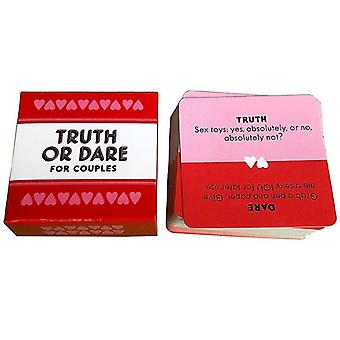 TRUTH
OR DARE
FOR COUPLES
TRUTH
Sex toys: yes, absolutely, or no,
absolutely not?
DARE
Grab a pen and paper. Give
me a sexy IOU for later use.